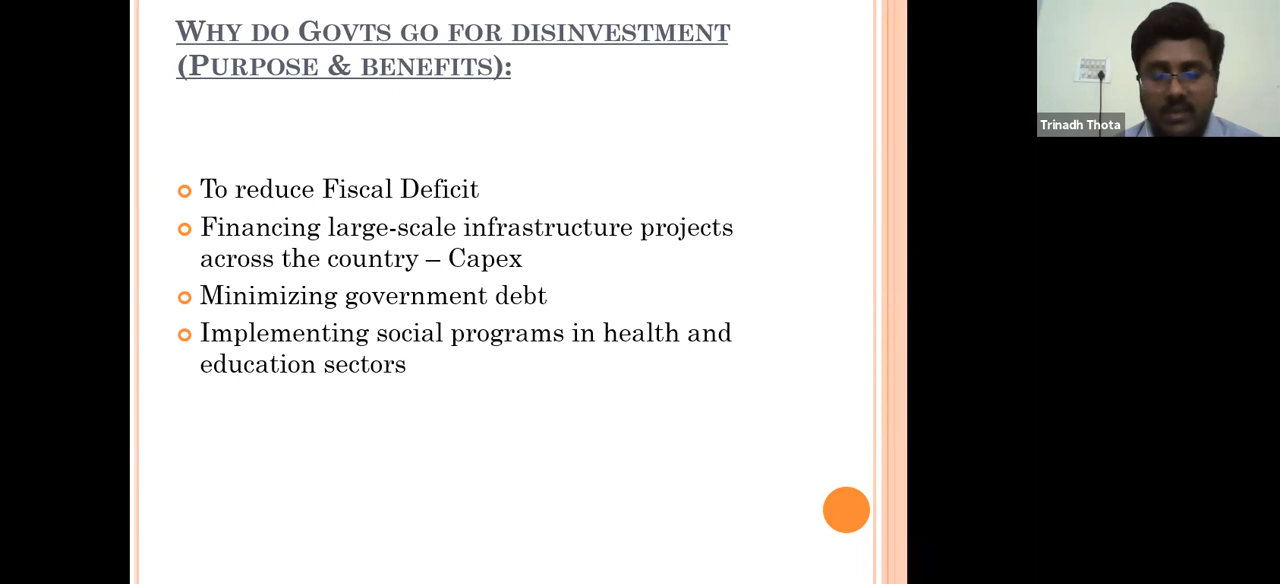 WHY DO GOVTS GO FOR DISINVESTMENT
(PURPOSE & BENEFITS):
To reduce Fiscal Deficit
Financing large-scale infrastructure projects
across the country – Capex
Minimizing government debt
Implementing social programs in health and
education sectors
Trinadh Thota